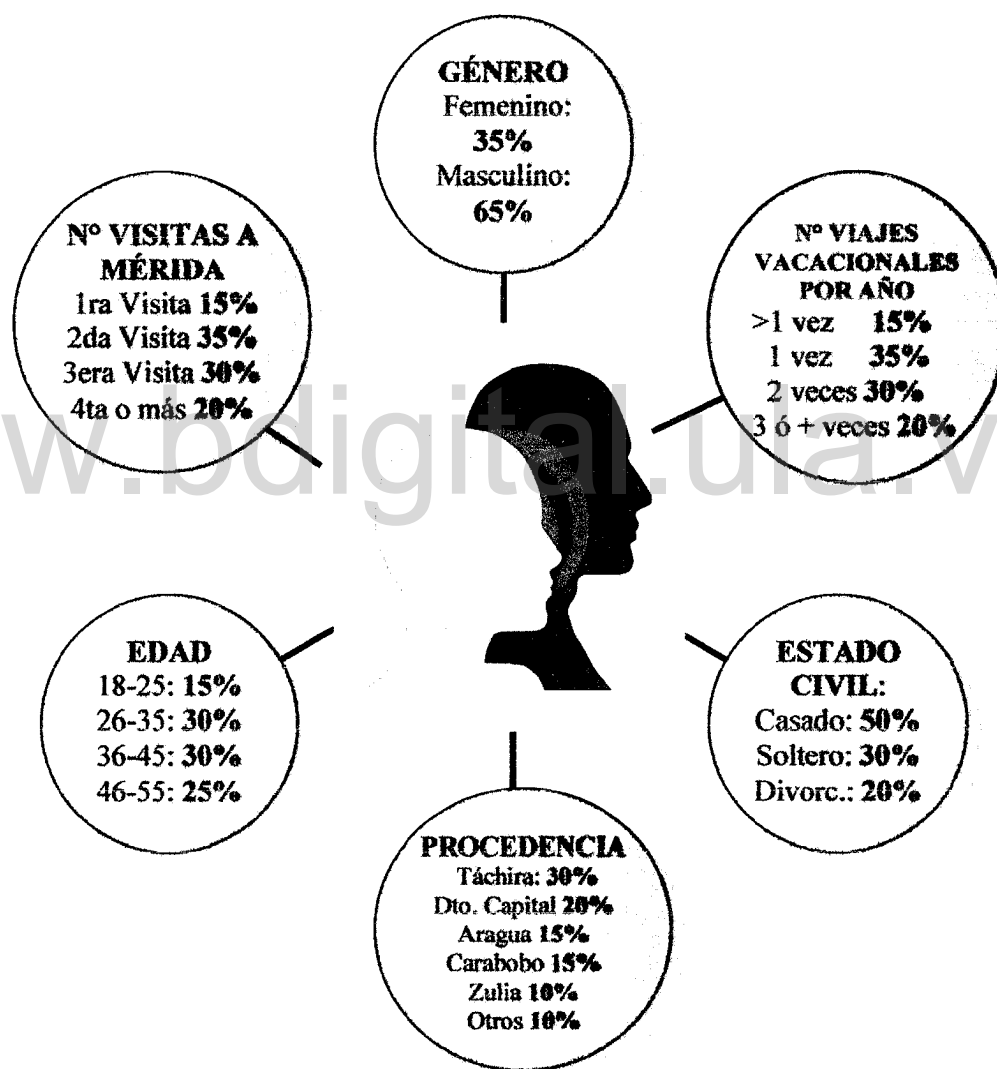 GÉNERO
Femenino:
35%
Masculino:
65%
Nº VISITAS A
MÉRIDA
1ra Visita 15%
2da Visita 35%
3era Visita 30%
4ta o más 20%
Nº VIAJES
VACACIONALES
POR AÑO
>1 vez 15%
1 vez 35%
2 veces 30%
3 ó + veces 20%
w.bdigital.ula.v
EDAD
18-25: 15%
26-35: 30%
36-45: 30%
46-55: 25%
ESTADO
CIVIL:
Casado: 50%
Soltero: 30%
Divorc.: 20%
PROCEDENCIA
Táchira: 30%
Dto. Capital 20%
Aragua 15%
Carabobo 15%
Zulia 10%
Otros 10%